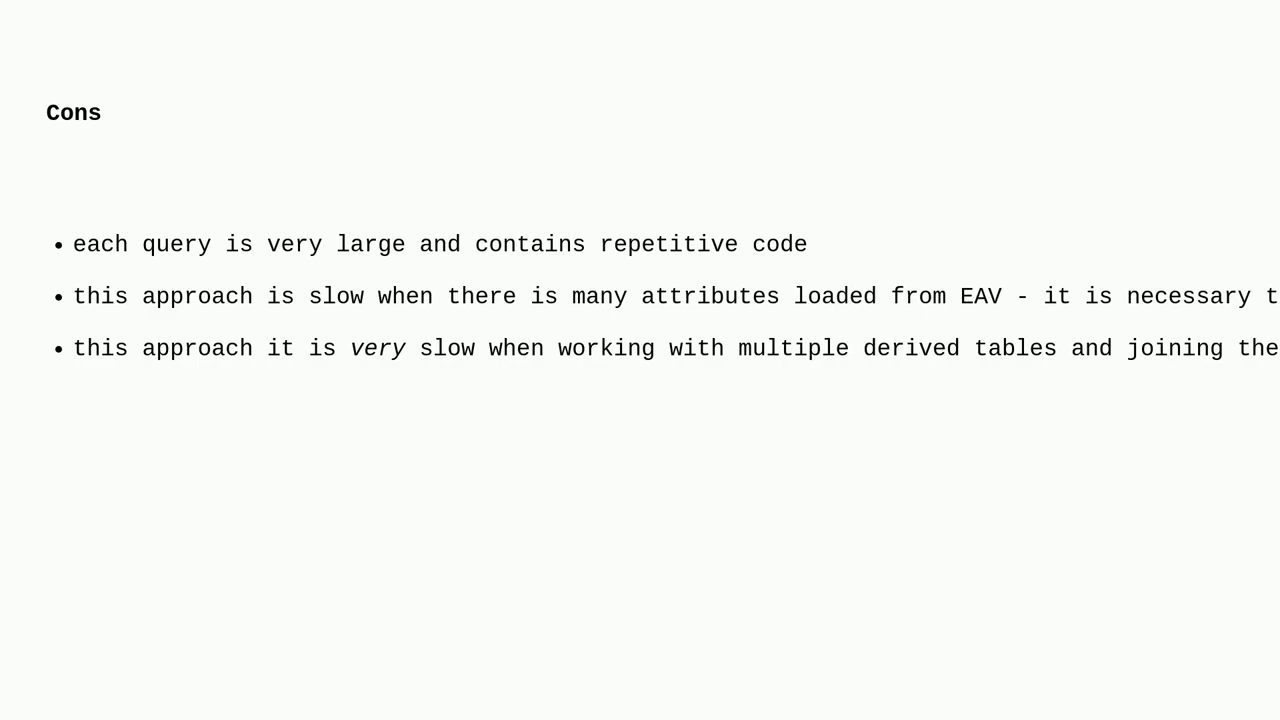 Cons
• each query is very large and contains repetitive code
• this approach is slow when there is many attributes loaded from EAV - it is necessary t
• this approach it is very slow when working with multiple derived tables and joining the